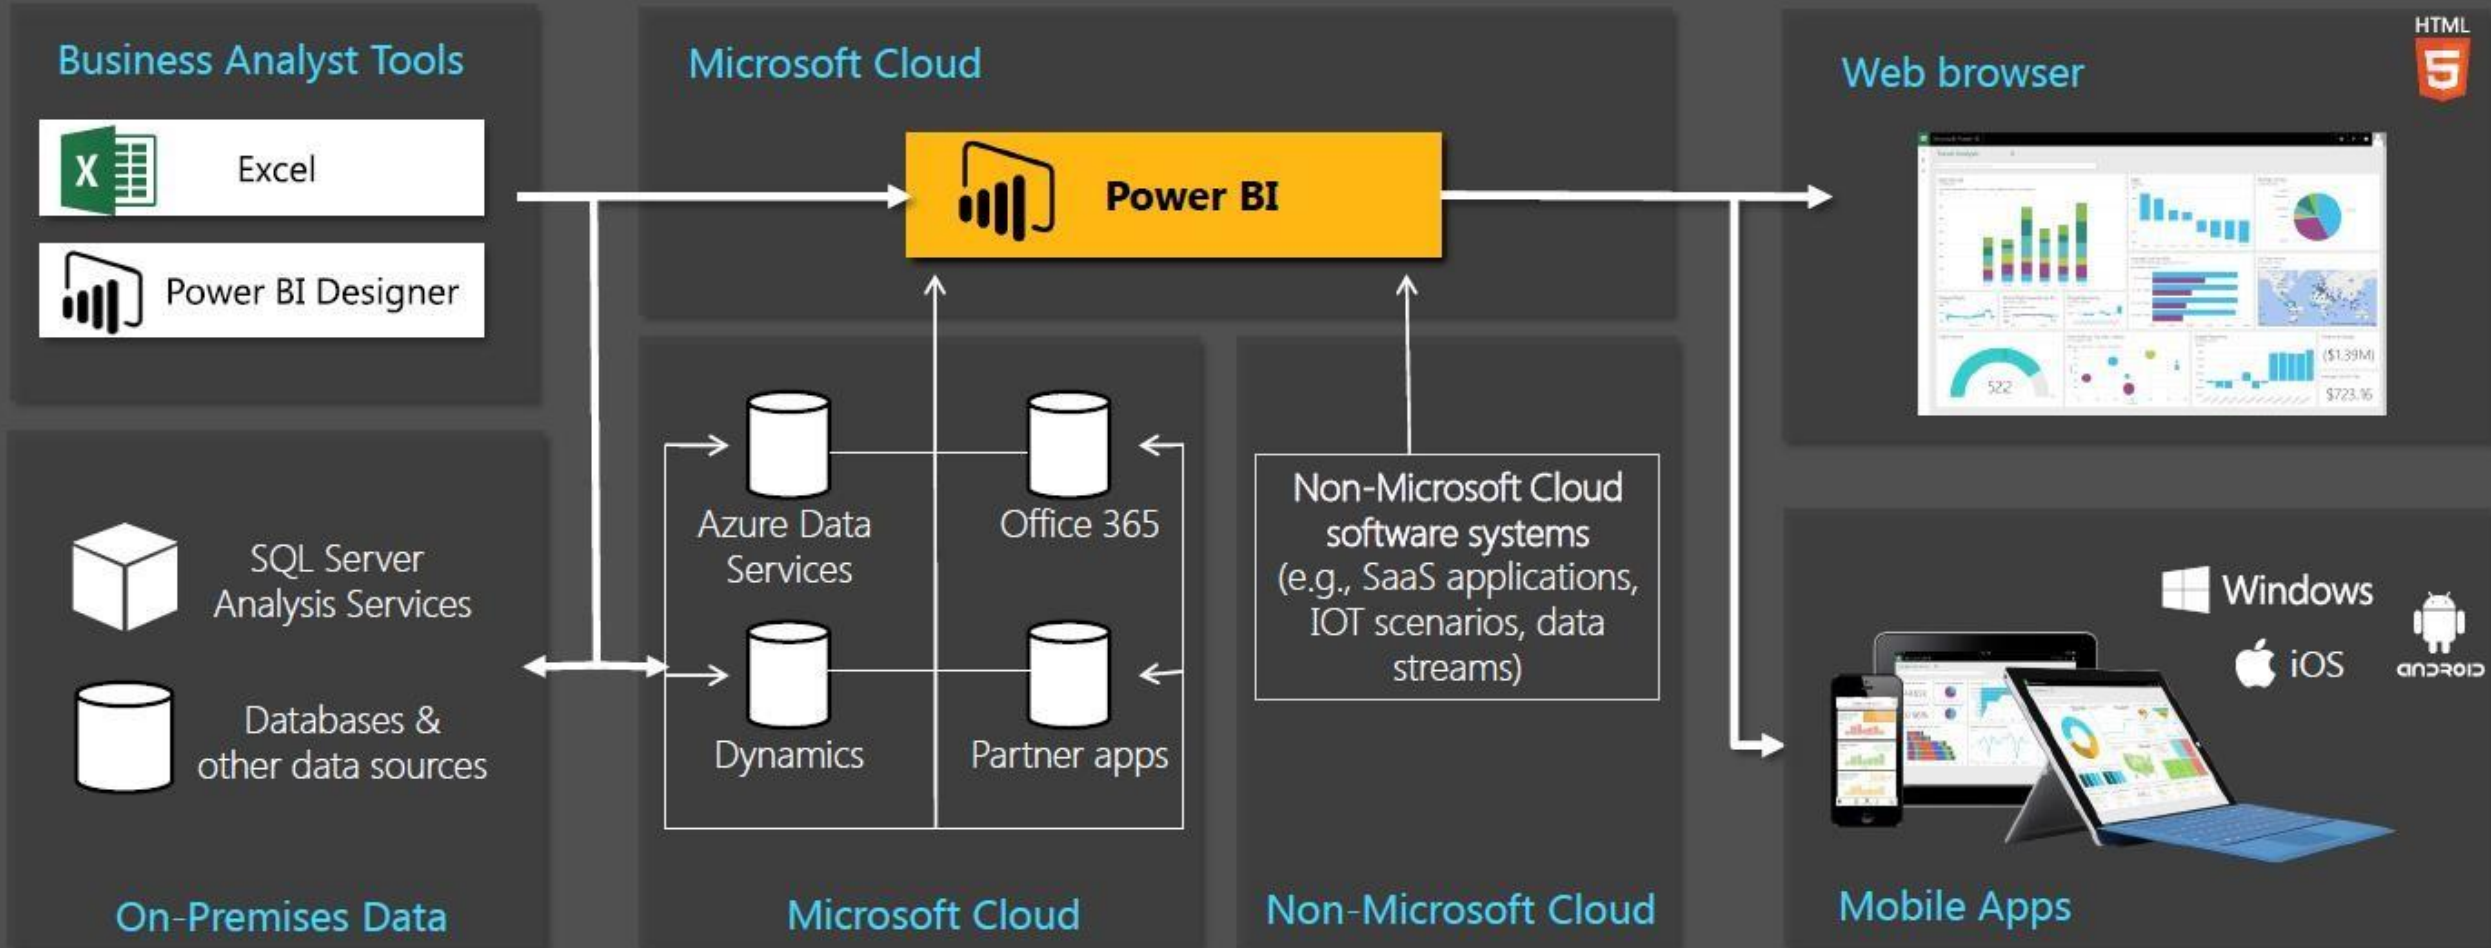 Business Analyst Tools
Excel
Power BI Designer
SQL Server
Analysis Services
Databases &
other data sources
On-Premises Data
Microsoft Cloud
Power BI
Azure Data
Services
Office 365
Dynamics
Partner apps
Microsoft Cloud
Non-Microsoft Cloud
software systems
(e.g., SaaS applications,
IOT scenarios, data
streams)
Non-Microsoft Cloud
HTML
5
Web browser
522
($1.39M)
$723.16
Windows
iOS
ANDROID
Mobile Apps